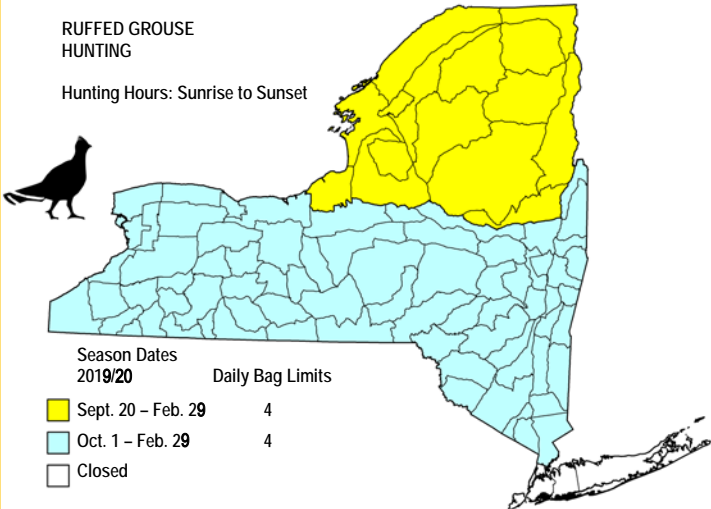 RUFFED GROUSE
HUNTING
Hunting Hours: Sunrise to Sunset
Season Dates
2019/20 Daily Bag Limits
Sept. 20 – Feb. 29 4
Oct. 1 – Feb. 29 4
Closed